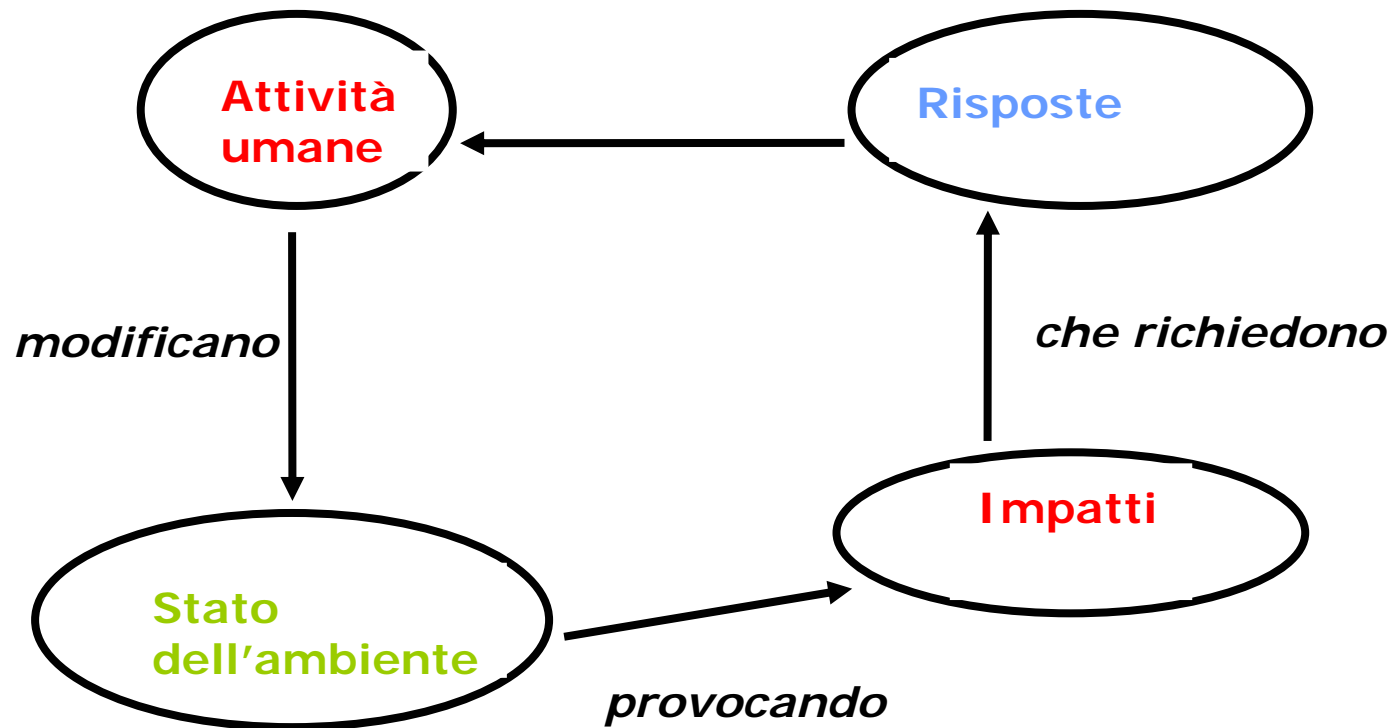 Attività
umane
Risposte
modificano
che richiedono
Impatti
Stato
dell'ambiente
provocando